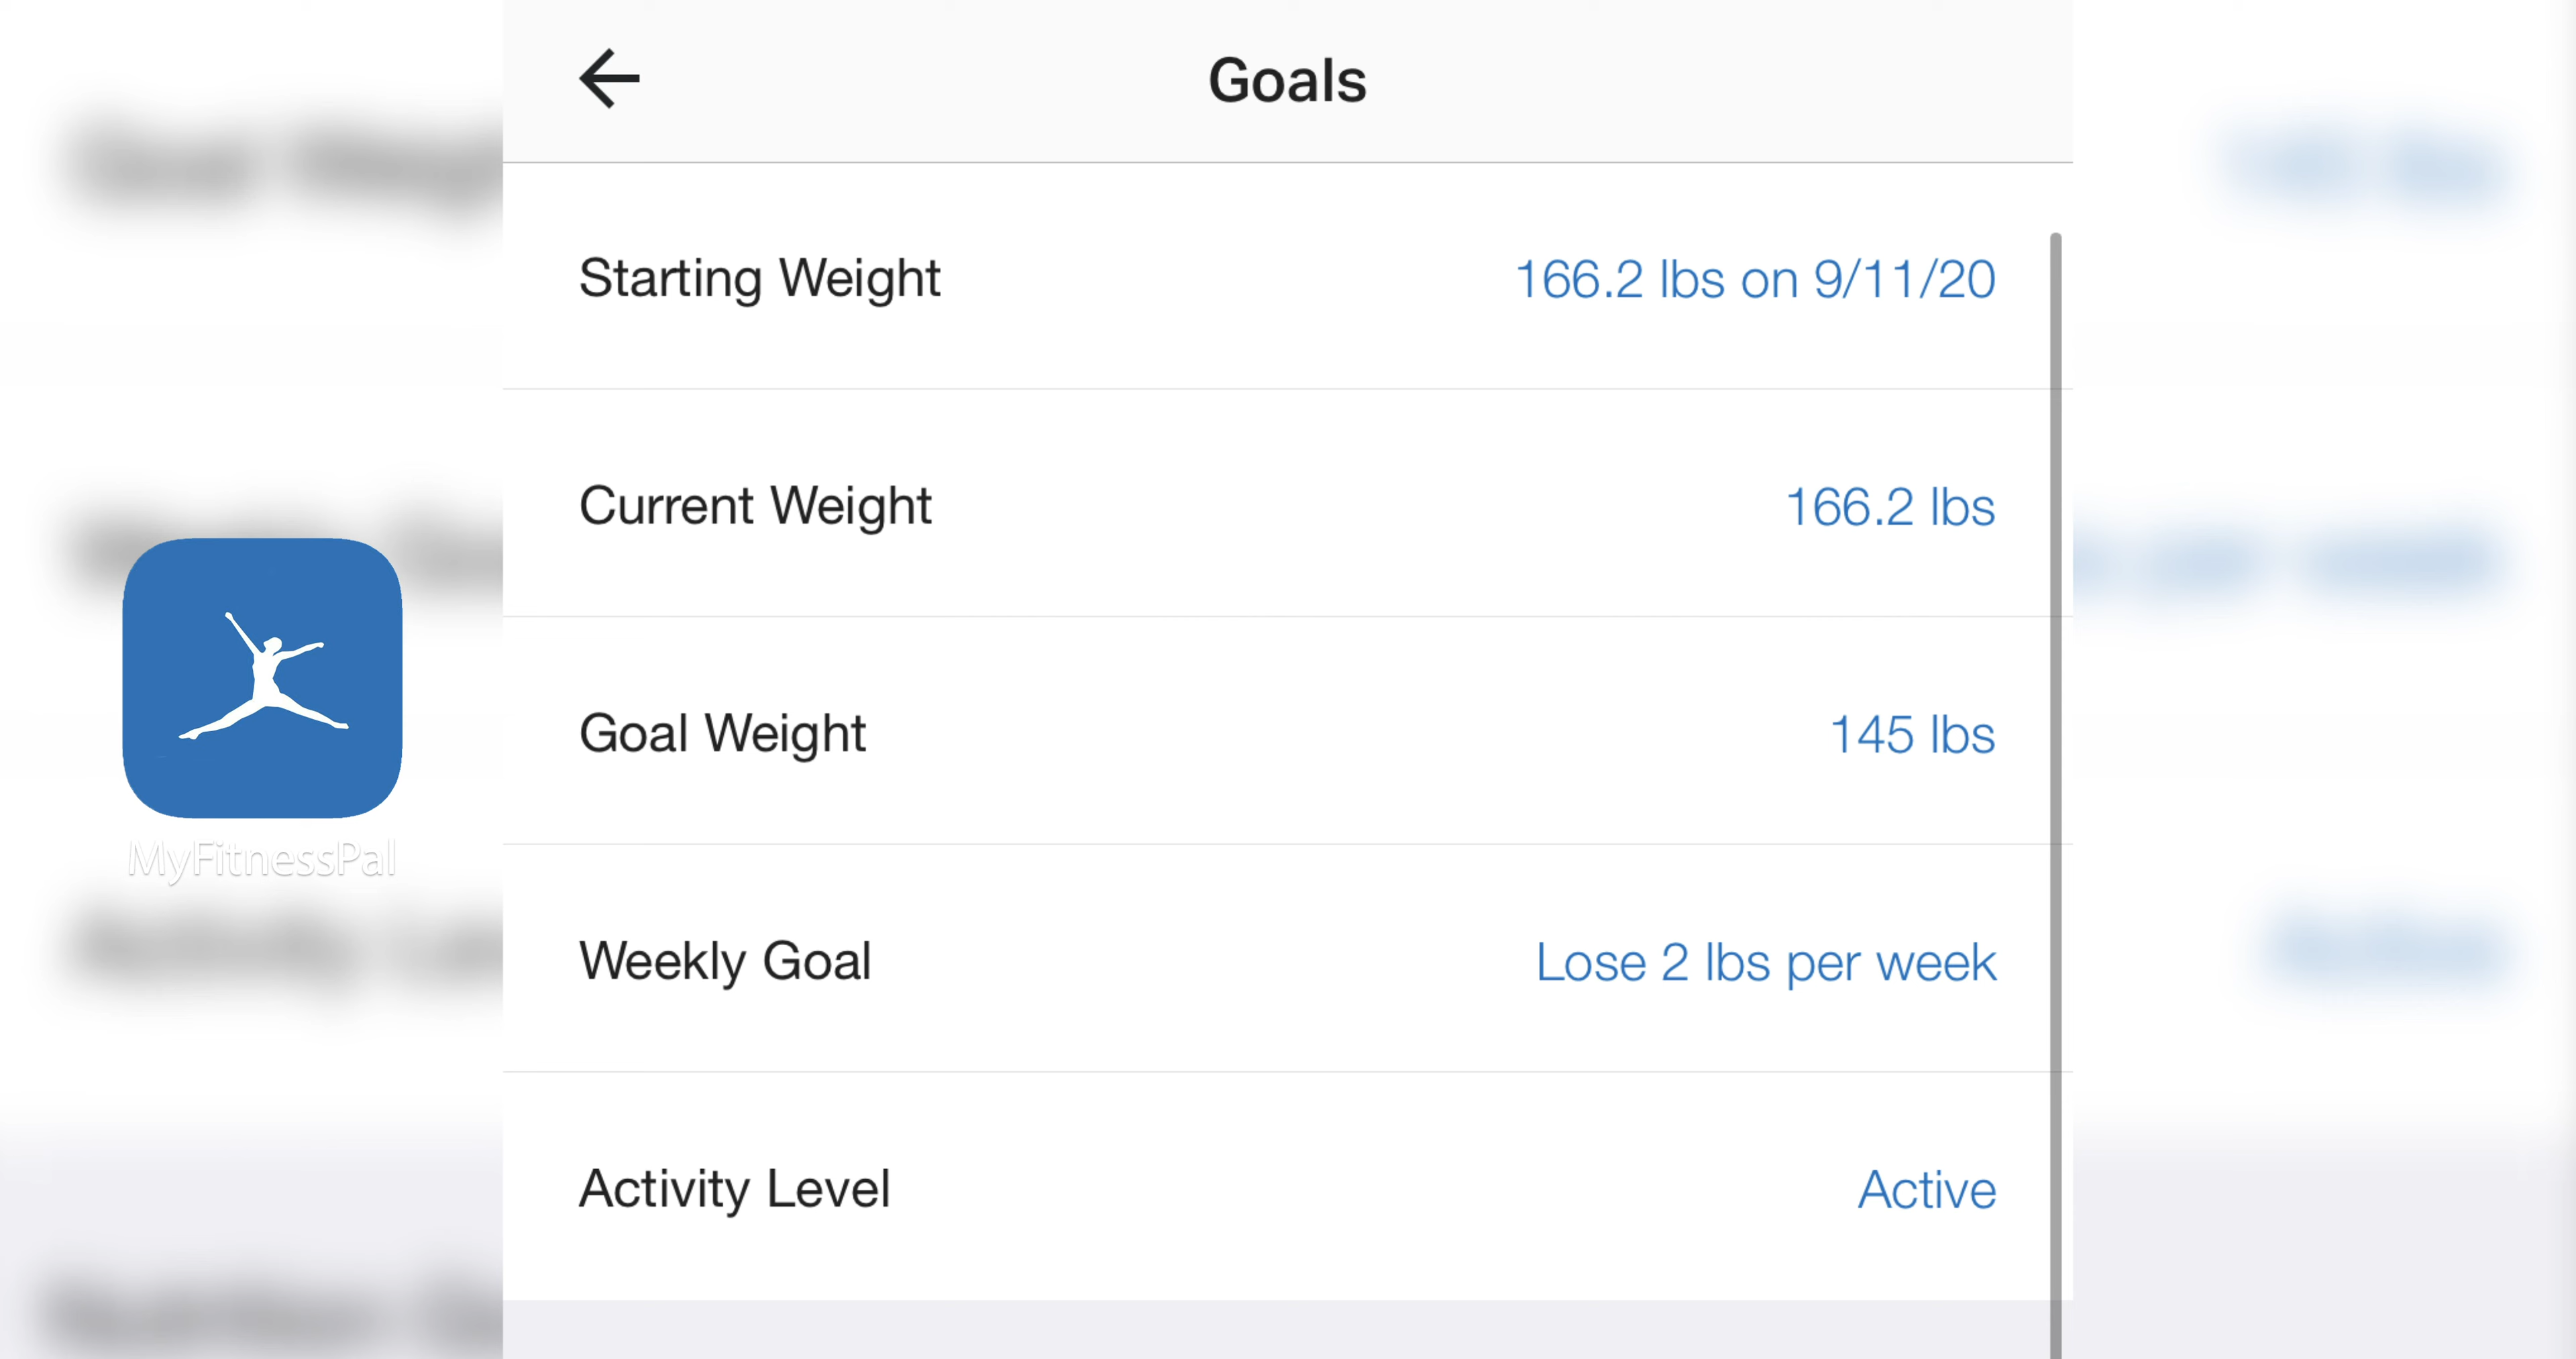 Goals
Starting Weight 166.2 lbs on 9/11/20
Current Weight 166.2 lbs
Goal Weight 145 lbs
MyFitnessPal
Weekly Goal Lose 2 lbs per week
Activity Level Active